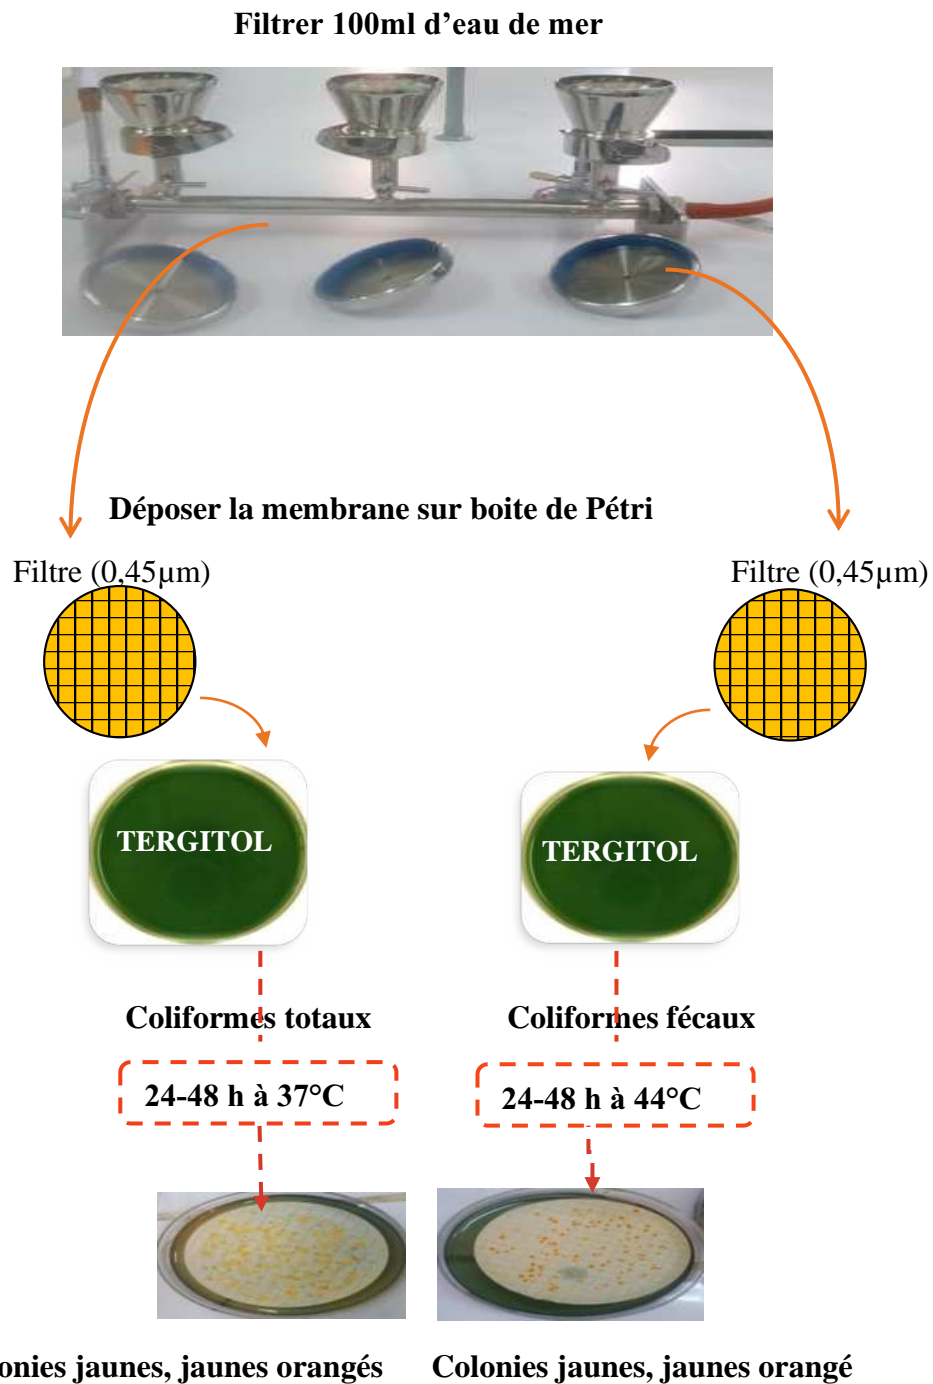 Filtrer 100ml d’eau de mer
Déposer la membrane sur boite de Pétri
Filtre (0,45µm)
Filtre (0,45µm)
TERGITOL
TERGITOL
Coliformes totaux
Coliformes fécaux
24-48 h à 37°C
24-48 h à 44°C
onies jaunes, jaunes orangés
Colonies jaunes, jaunes orangé